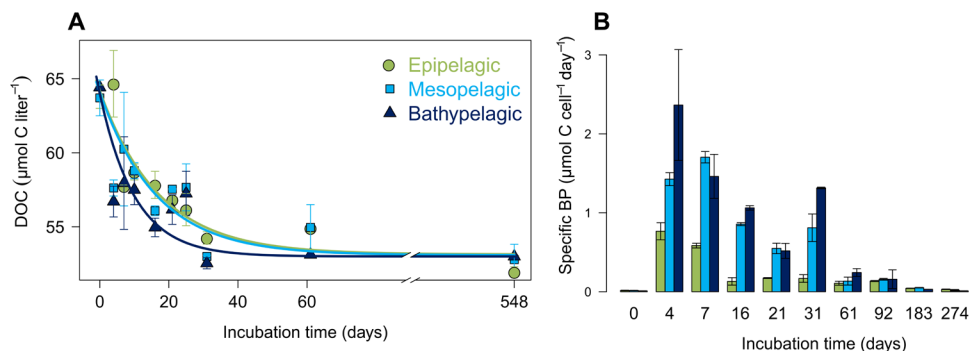 A
DOC (μmol C liter⁻¹)
65
60
55
Epipelagic
Mesopelagic
Bathypelagic
0 20 40 60 548
Incubation time (days)
B
Specific BP (μmol C cell⁻¹ day⁻¹)
3
2
1
0
0 4 7 16 21 31 61 92 183 274
Incubation time (days)